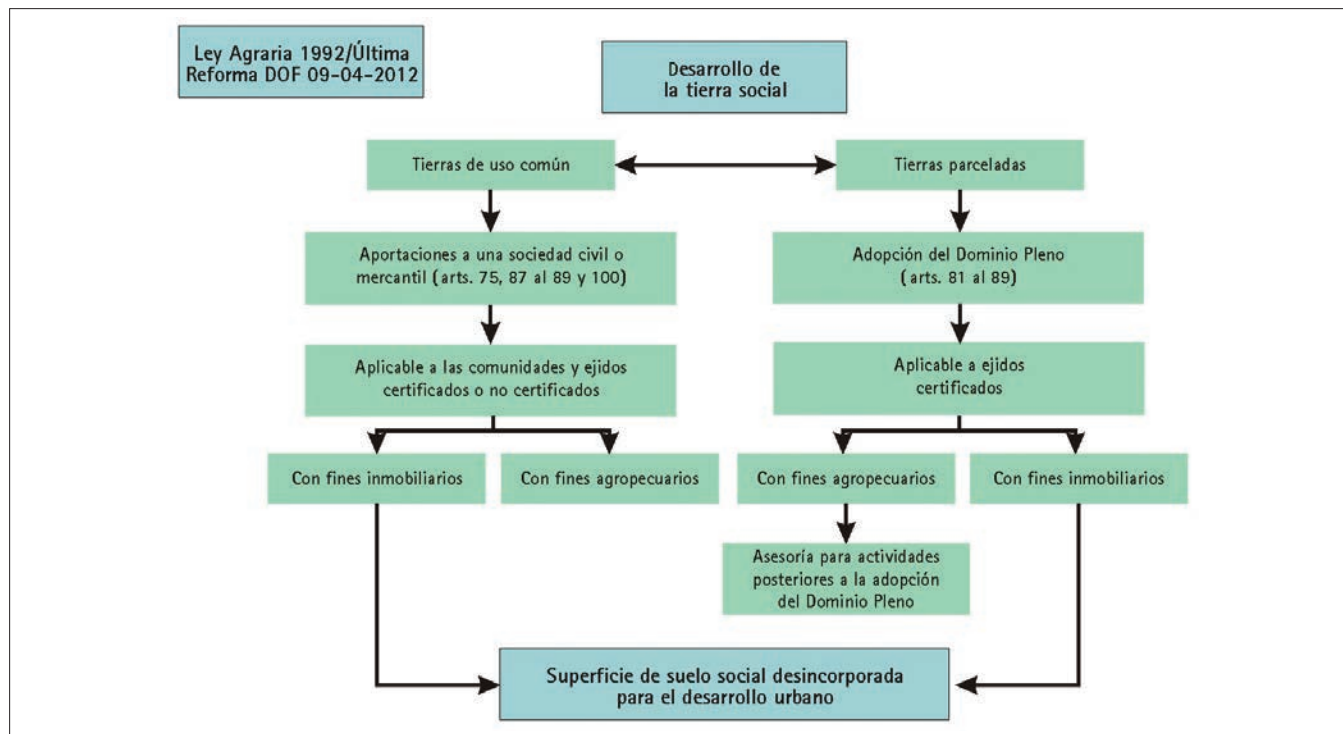 Ley Agraria 1992/Última
Reforma DOF 09-04-2012
Desarrollo de
la tierra social
Tierras de uso común
Tierras parceladas
Aportaciones a una sociedad civil o
mercantil (arts. 75, 87 al 89 y 100)
Adopción del Dominio Pleno
(arts. 81 al 89)
Aplicable a las comunidades y ejidos
certificados o no certificados
Aplicable a ejidos
certificados
Con fines inmobiliarios
Con fines agropecuarios
Con fines agropecuarios
Con fines inmobiliarios
Asesoría para actividades
posteriores a la adopción
del Dominio Pleno
Superficie de suelo social desincorporada
para el desarrollo urbano